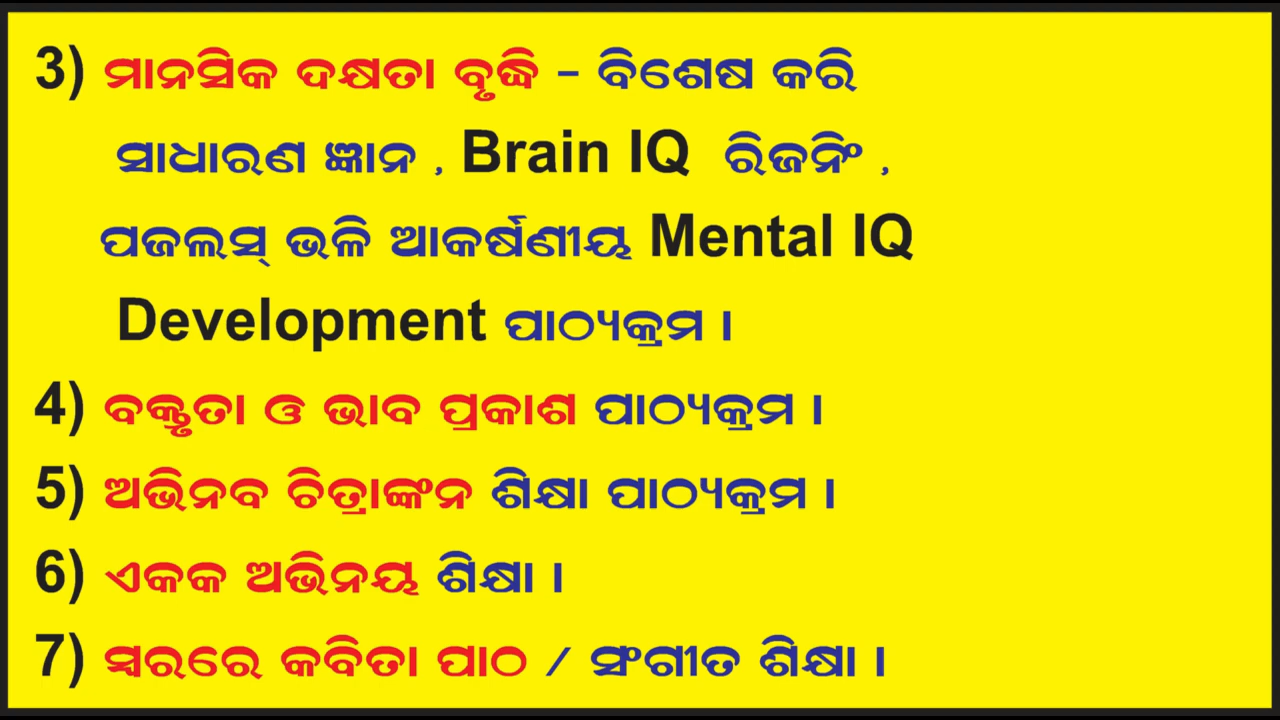 3) ମାନସିକ ଦକ୍ଷତା ବୃଦ୍ଧି – ବିଶେଷ କରି
ସାଧାରଣ ଜ୍ଞାନ , Brain IQ ରିଜନିଂ ,
ପଜଲସ୍ ଭଳି ଆକର୍ଷଣୀୟ Mental IQ
Development ପାଠ୍ୟକ୍ରମ ।
4) ବକ୍ତୃତା ଓ ଭାବ ପ୍ରକାଶ ପାଠ୍ୟକ୍ରମ ।
5) ଅଭିନବ ଚିତ୍ରାଙ୍କନ ଶିକ୍ଷା ପାଠ୍ୟକ୍ରମ ।
6) ଏକକ ଅଭିନୟ ଶିକ୍ଷା ।
7) ସ୍ୱରରେ କବିତା ପାଠ / ସଂଗୀତ ଶିକ୍ଷା ।